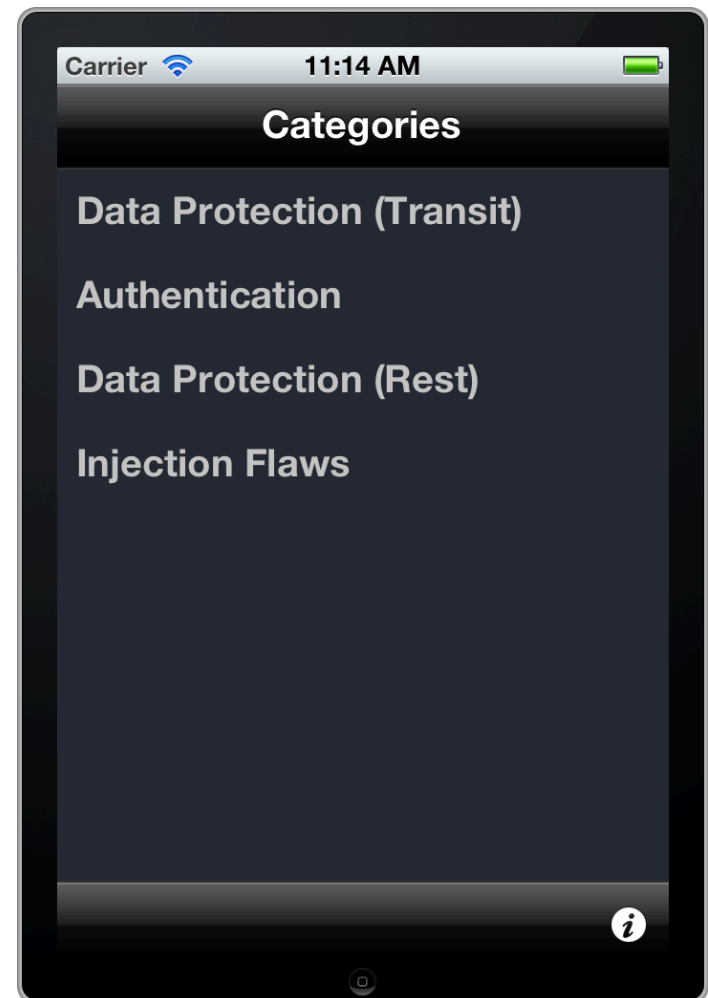 Carrier 11:14 AM
Categories
Data Protection (Transit)
Authentication
Data Protection (Rest)
Injection Flaws
i